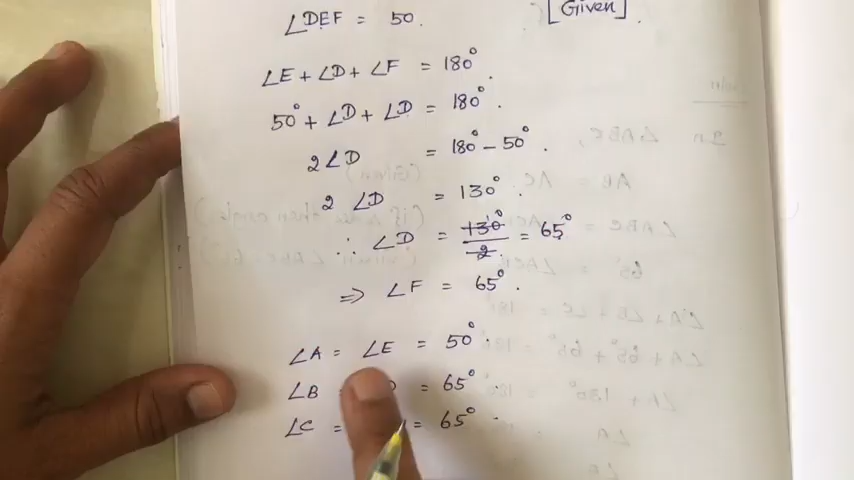 ∠DEF = 50. [Given].
∠E + ∠D + ∠F = 180°.
50° + ∠D + ∠D = 180°.
2∠D = 180° - 50°.
2 ∠D = 130°.
∴ ∠D = 130°/2 = 65°
⇒ ∠F = 65°.
∠A = ∠E = 50°.
∠B = 65°.
∠C = = 65°.